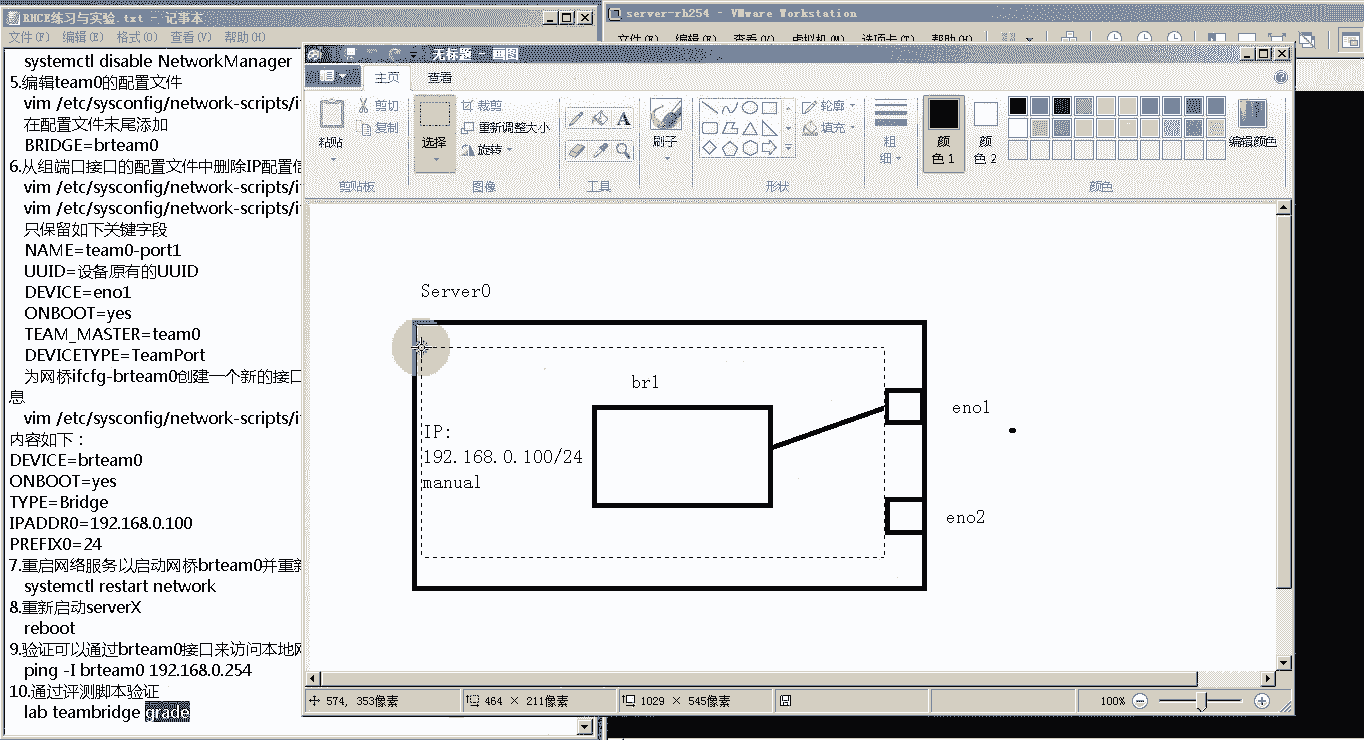 RHCE练习与实验.txt - 记事本
文件(F) 编辑(E) 格式(O) 查看(V) 帮助(H)
systemctl disable NetworkManager
5.编辑team0的配置文件
vim /etc/sysconfig/network-scripts/i
在配置文件末尾添加
BRIDGE=brteam0
6.从组端口接口的配置文件中删除IP配置信
vim /etc/sysconfig/network-scripts/i
vim /etc/sysconfig/network-scripts/i
只保留如下关键字段
NAME=team0-port1
UUID=设备原有的UUID
DEVICE=eno1
ONBOOT=yes
TEAM_MASTER=team0
DEVICETYPE=TeamPort
为网桥ifcfg-brteam0创建一个新的接口
息
vim /etc/sysconfig/network-scripts/i
内容如下：
DEVICE=brteam0
ONBOOT=yes
TYPE=Bridge
IPADDR0=192.168.0.100
PREFIX0=24
7.重启网络服务以启动网桥brteam0并重新
systemctl restart network
8.重新启动serverX
reboot
9.验证可以通过brteam0接口来访问本地网
ping -I brteam0 192.168.0.254
10.通过评测脚本验证
lab teambridge grade
server-rh254 - VMware Workstation
文件(F) 编辑(E) 查看(V) 虚拟机(M) 选项卡(T) 帮助(H)
无标题 - 画图
主页 查看
粘贴
剪切
复制
剪贴板
选择
裁剪
重新调整大小
旋转
图像
A
工具
刷子
轮廓
填充
形状
粗
细
颜
色 1
颜
色 2
编辑颜色
颜色
Server0
br1
eno1
IP:
192.168.0.100/24
manual
eno2
574, 353像素
464 × 211像素
1029 × 545像素
100%